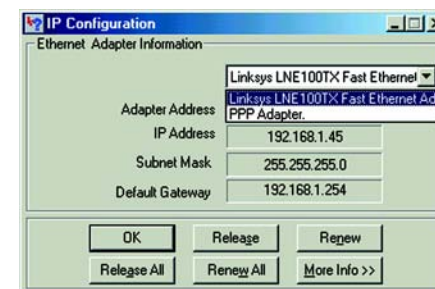 IP Configuration
Ethernet Adapter Information
Linksys LNE100TX Fast Ethernet
Linksys LNE100TX Fast Ethernet Ad
PPP Adapter.
Adapter Address
IP Address 192.168.1.45
Subnet Mask 255.255.255.0
Default Gateway 192.168.1.254
OK Release Renew
Release All Renew All More Info >>